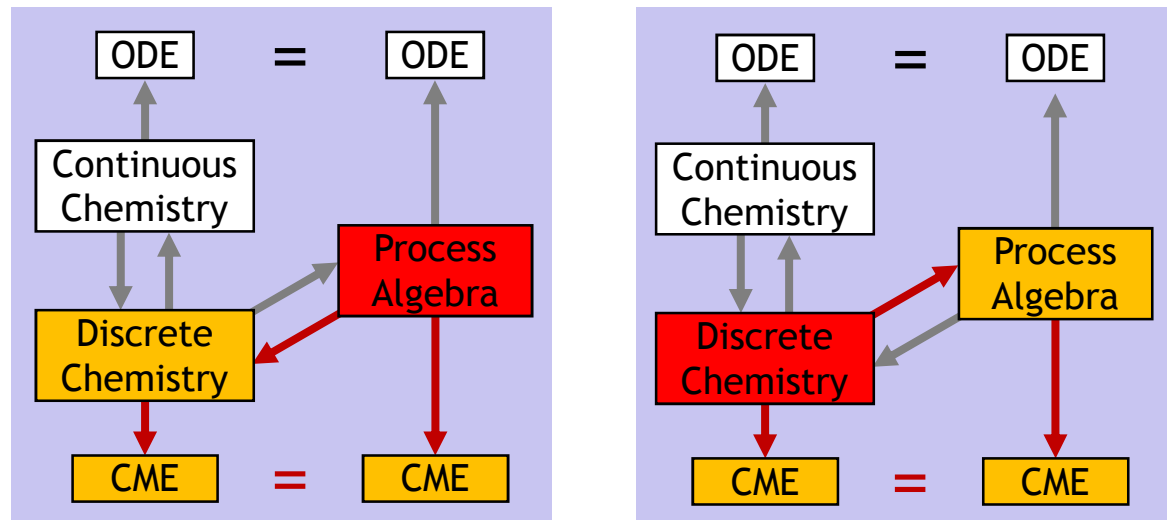 ODE = ODE
Continuous
Chemistry
Process
Algebra
Discrete
Chemistry
CME = CME
ODE = ODE
Continuous
Chemistry
Process
Algebra
Discrete
Chemistry
CME = CME